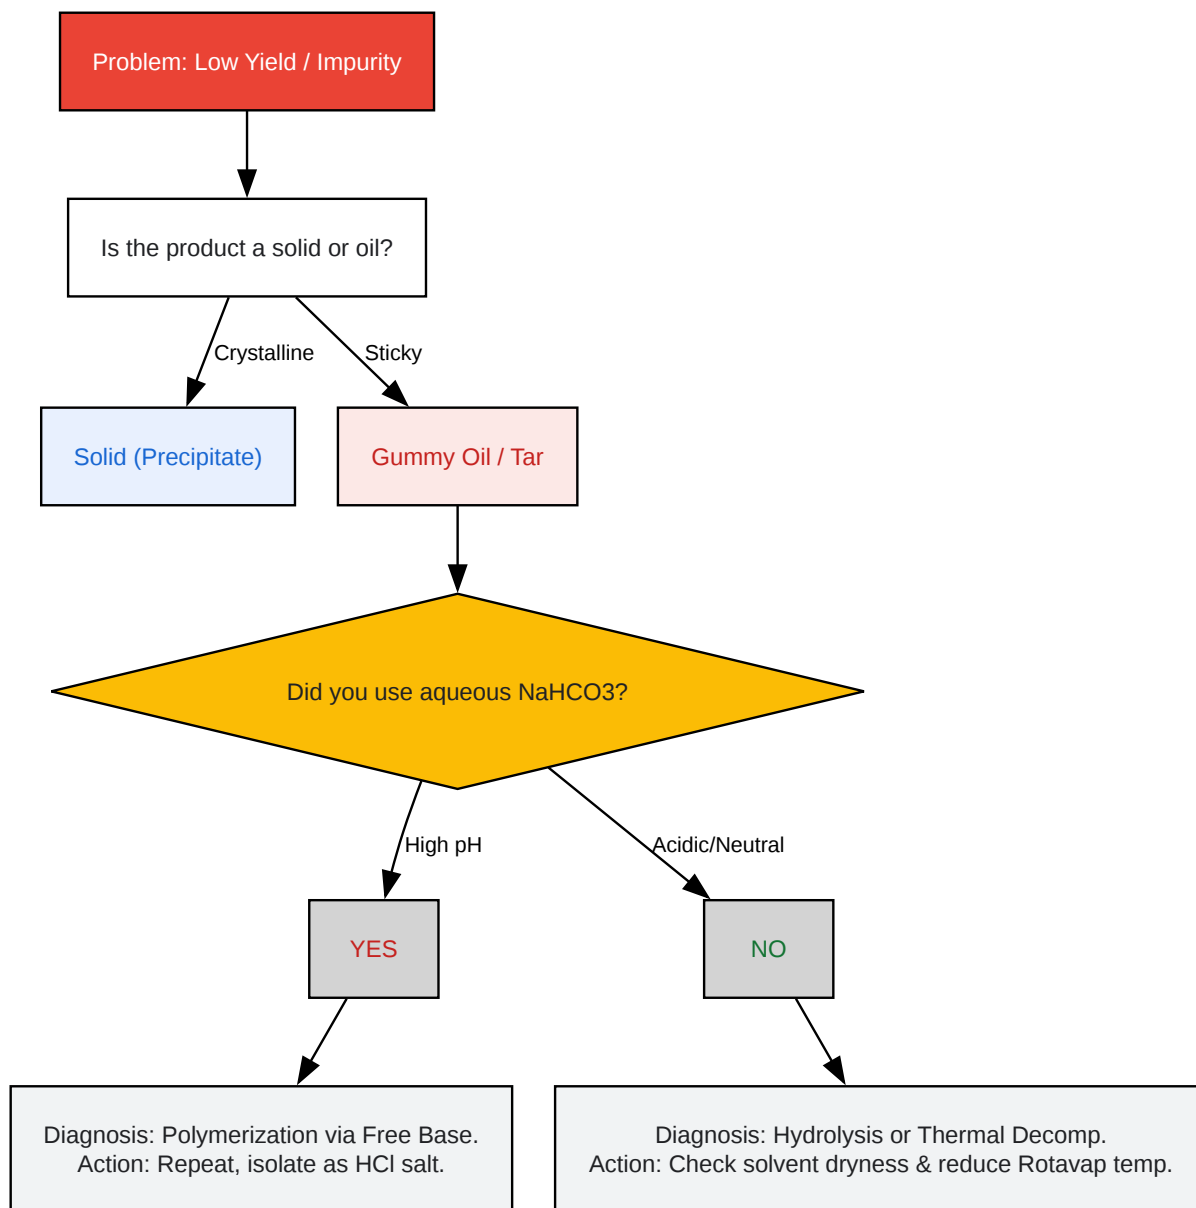 Problem: Low Yield / Impurity
Is the product a solid or oil?
Crystalline
Sticky
Solid (Precipitate)
Gummy Oil / Tar
Did you use aqueous NaHCO3?
High pH
Acidic/Neutral
YES
NO
Diagnosis: Polymerization via Free Base.
Action: Repeat, isolate as HCl salt.
Diagnosis: Hydrolysis or Thermal Decomp.
Action: Check solvent dryness & reduce Rotavap temp.